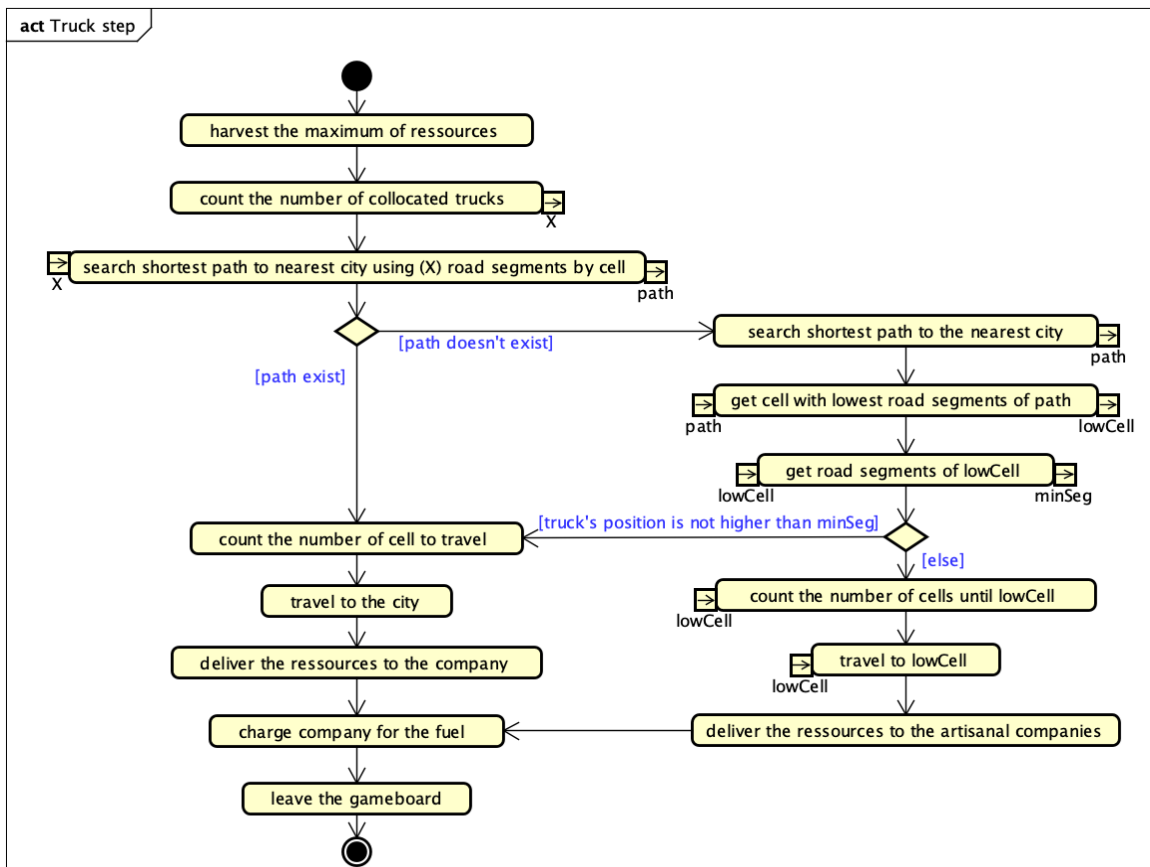 act Truck step
harvest the maximum of ressources
count the number of collocated trucks
X
search shortest path to nearest city using (X) road segments by cell
X
path
[path doesn't exist]
search shortest path to the nearest city
path
[path exist]
get cell with lowest road segments of path
path
lowCell
get road segments of lowCell
lowCell
minSeg
[truck's position is not higher than minSeg]
count the number of cell to travel
[else]
count the number of cells until lowCell
lowCell
travel to the city
travel to lowCell
lowCell
deliver the ressources to the company
charge company for the fuel
deliver the ressources to the artisanal companies
leave the gameboard